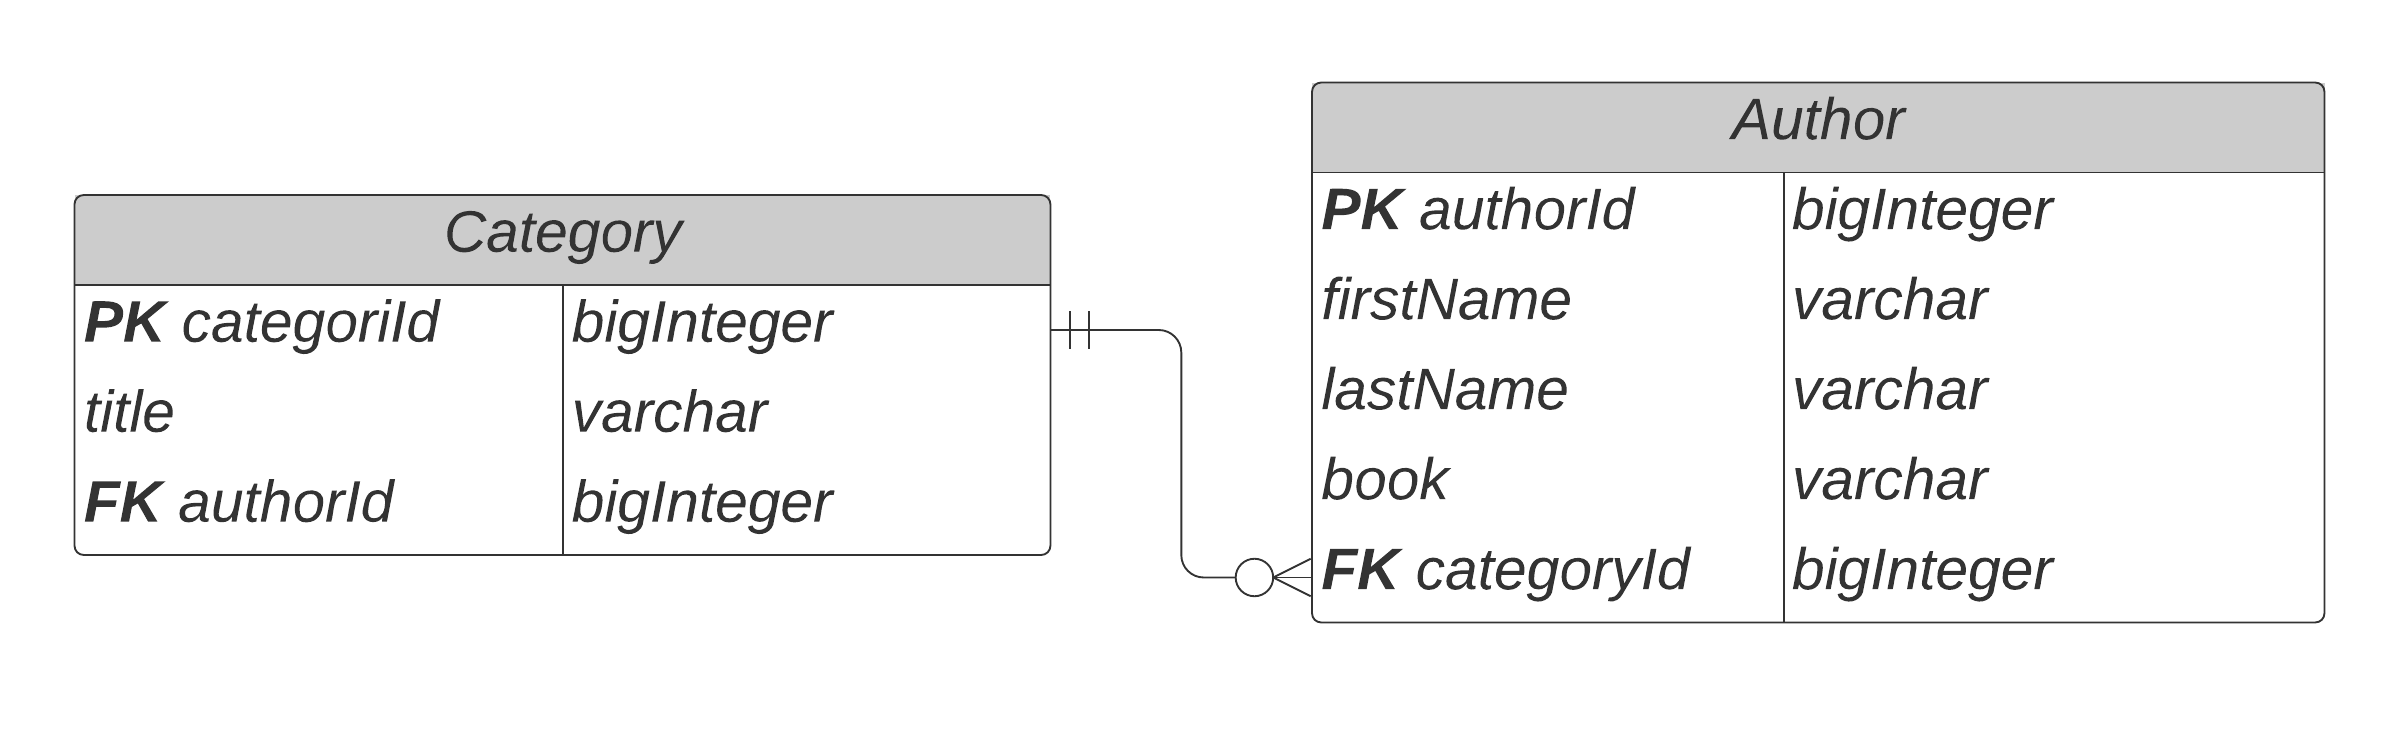 Category
PK categoriId bigInteger
title varchar
FK authorId bigInteger
Author
PK authorId bigInteger
firstName varchar
lastName varchar
book varchar
FK categoryId bigInteger